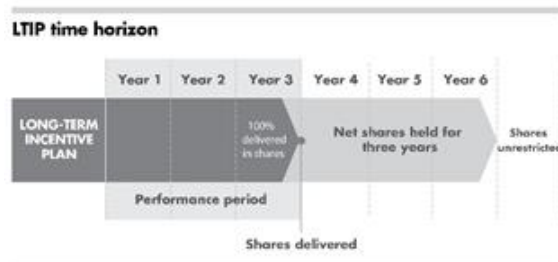 LTIP time horizon
Year 1 Year 2 Year 3 Year 4 Year 5 Year 6
LONG-TERM
INCENTIVE
PLAN
100%
delivered
in shares
Net shares held for
three years
Shares
unrestricted
Performance period
Shares delivered